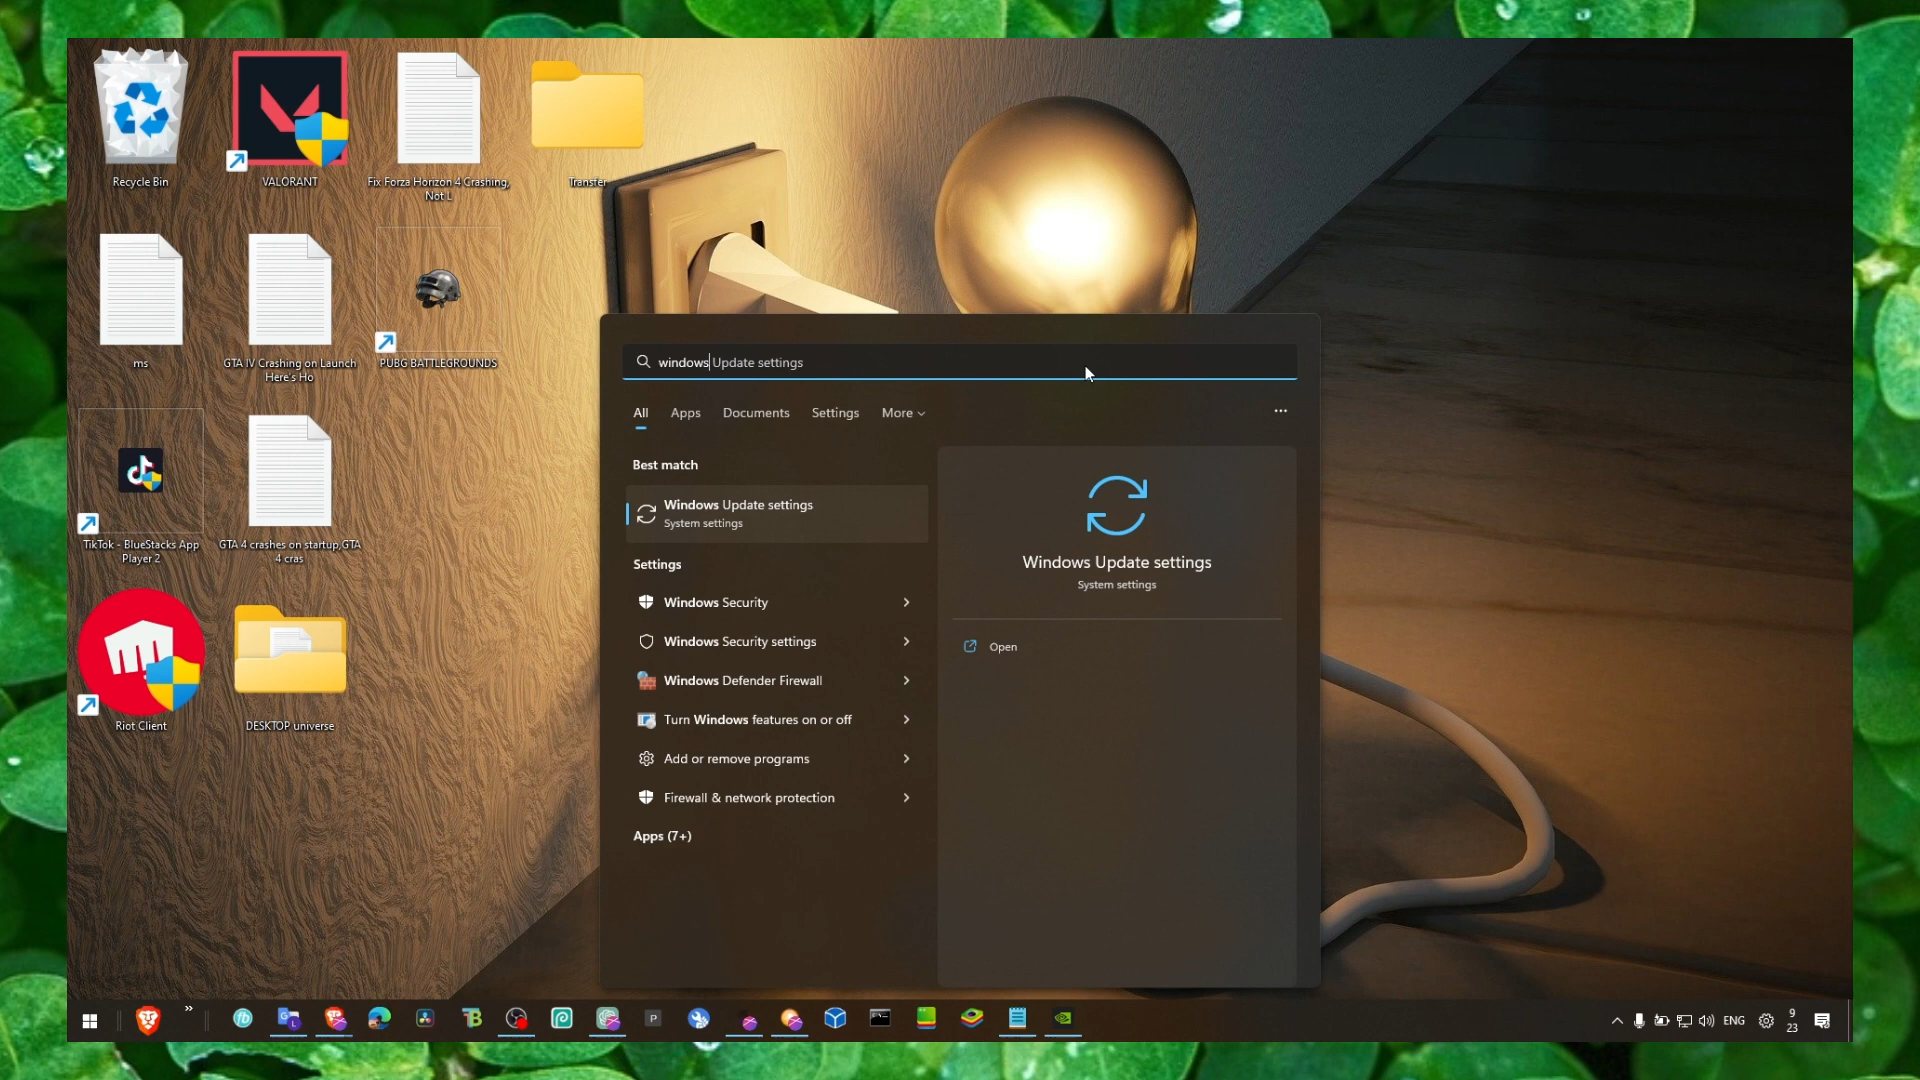 Recycle Bin
VALORANT
Fix Forza Horizon 4 Crashing,
Not L
Transfer
ms
GTA IV Crashing on Launch
Here's Ho
PUBG BATTLEGROUNDS
TikTok - BlueStacks App
Player 2
GTA 4 crashes on startup,GTA
4 cras
Riot Client
DESKTOP universe
windows Update settings
All Apps Documents Settings More
Best match
Windows Update settings
System settings
Settings
Windows Security
Windows Security settings
Windows Defender Firewall
Turn Windows features on or off
Add or remove programs
Firewall & network protection
Apps (7+)
Windows Update settings
System settings
Open
ENG
9
23